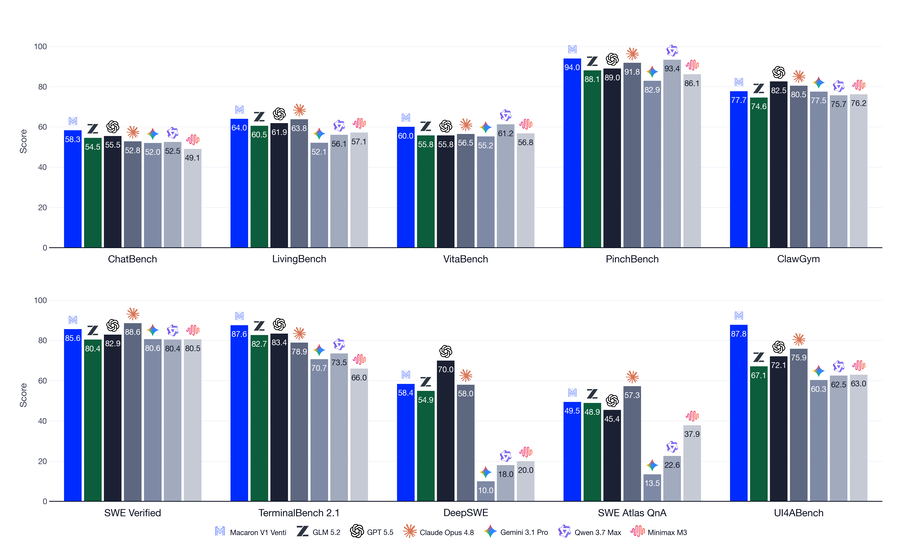 Score
100
80
60
40
20
0
58.3 54.5 55.5 52.8 52.0 52.5 49.1
64.0 60.5 61.9 63.8 52.1 56.1 57.1
60.0 55.8 55.8 56.5 55.2 61.2 56.8
94.0 88.1 89.0 91.8 82.9 93.4 86.1
77.7 74.6 82.5 80.5 77.5 75.7 76.2
ChatBench LivingBench VitaBench PinchBench ClawGym
Score
100
80
60
40
20
0
85.6 80.4 82.9 88.6 80.6 80.4 80.5
87.6 82.7 83.4 78.9 70.7 73.5 66.0
58.4 54.9 70.0 58.0 10.0 18.0 20.0
49.5 48.9 45.4 57.3 13.5 22.6 37.9
87.8 67.1 72.1 75.9 60.3 62.5 63.0
SWE Verified TerminalBench 2.1 DeepSWE SWE Atlas QnA UI4ABench
Macaron V1 Venti GLM 5.2 GPT 5.5 Claude Opus 4.8 Gemini 3.1 Pro Qwen 3.7 Max Minimax M3